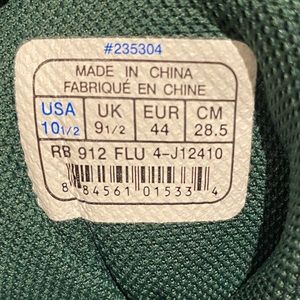 #235304
MADE IN CHINA
FABRIQUÉ EN CHINE
USA UK EUR CM
10 1/2 9 1/2 44 28.5
RB 912 FLU 4-J12410
8 84561 01533 4